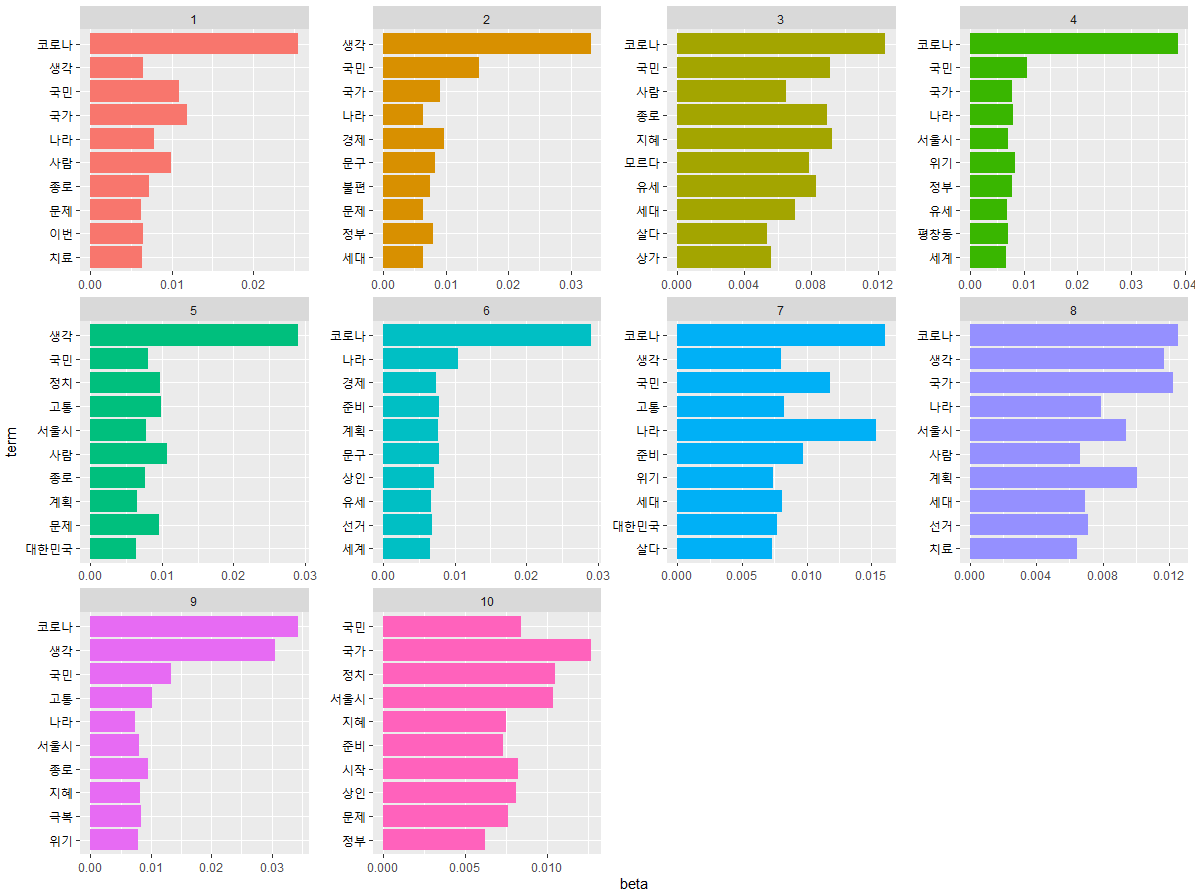 1
코로나
생각
국민
국가
나라
사람
종로
문제
이번
치료
0.00 0.01 0.02
2
생각
국민
국가
나라
경제
문구
불편
문제
정부
세대
0.00 0.01 0.02 0.03
3
코로나
국민
사람
종로
지혜
모르다
유세
세대
살다
상가
0.000 0.004 0.008 0.012
4
코로나
국민
국가
나라
서울시
위기
정부
유세
평창동
세계
0.00 0.01 0.02 0.03 0.04
5
생각
국민
정치
고통
서울시
사람
종로
계획
문제
대한민국
0.00 0.01 0.02 0.03
6
코로나
나라
경제
준비
계획
문구
상인
유세
선거
세계
0.00 0.01 0.02 0.03
7
코로나
생각
국민
고통
나라
준비
위기
세대
대한민국
살다
0.000 0.005 0.010 0.015
8
코로나
생각
국가
나라
서울시
사람
계획
세대
선거
치료
0.000 0.004 0.008 0.012
9
코로나
생각
국민
고통
나라
서울시
종로
지혜
극복
위기
0.00 0.01 0.02 0.03
10
국민
국가
정치
서울시
지혜
준비
시작
상인
문제
정부
0.000 0.005 0.010
term
beta